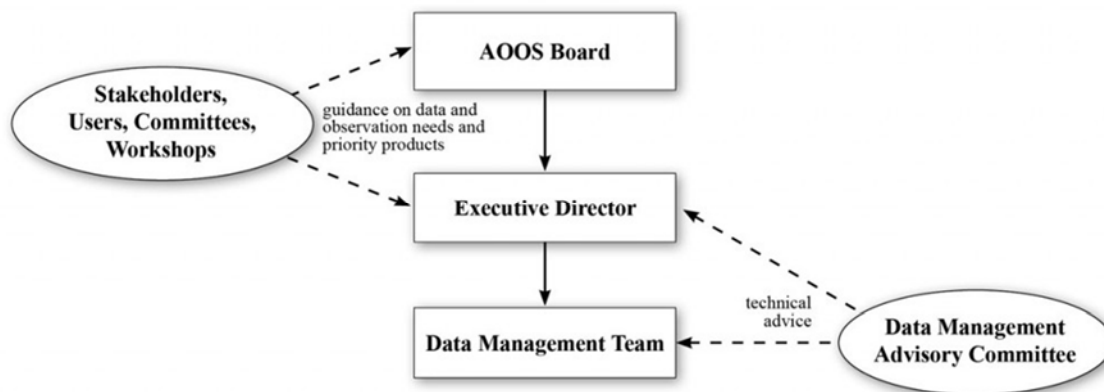 AOOS Board
Stakeholders,
Users, Committees,
Workshops
guidance on data and
observation needs and
priority products
Executive Director
technical
advice
Data Management Team
Data Management
Advisory Committee